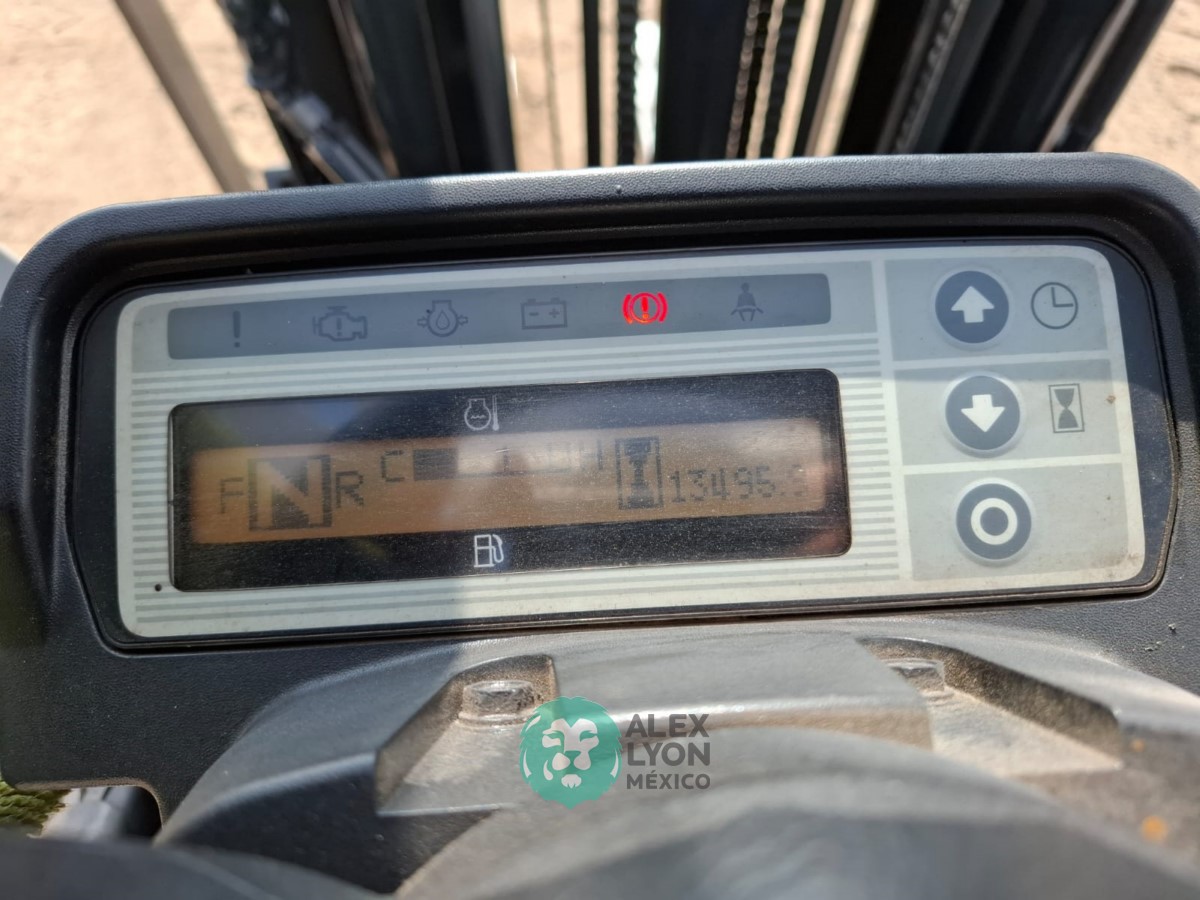 F N R C H 13495.
ALEX
LYON
MÉXICO